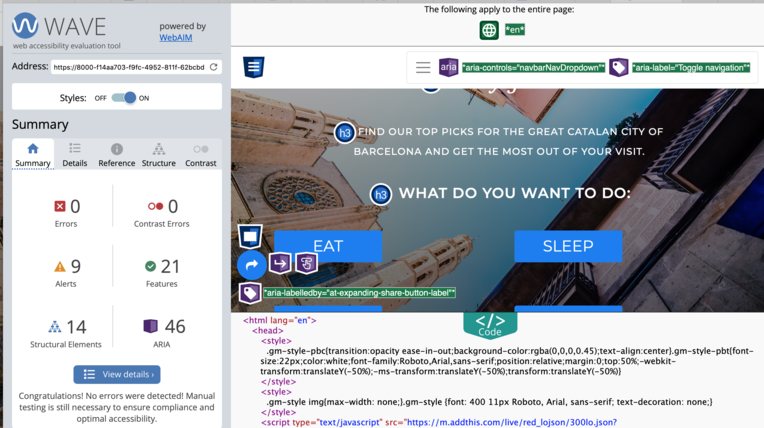 WAVE
web accessibility evaluation tool
powered by
WebAIM
Address: https://8000-f14aa703-f9fc-4952-811f-62bcbd
Styles: OFF ON
Summary
Summary Details Reference Structure Contrast
0 0
Errors Contrast Errors
9 21
Alerts Features
14 46
Structural Elements ARIA
View details ›
Congratulations! No errors were detected! Manual
testing is still necessary to ensure compliance and
optimal accessibility.
The following apply to the entire page:
*en*
aria *aria-controls="navbarNavDropdown"* *aria-label="Toggle navigation"*
h3 FIND OUR TOP PICKS FOR THE GREAT CATALAN CITY OF
BARCELONA AND GET THE MOST OUT OF YOUR VISIT.
h3 WHAT DO YOU WANT TO DO:
EAT SLEEP
*aria-labelledby="at-expanding-share-button-label"*
</>
Code
<html lang="en">
<head>
<style>
.gm-style-pbc{transition:opacity ease-in-out;background-color:rgba(0,0,0,0.45);text-align:center}.gm-style-pbt{font-
size:22px;color:white;font-family:Roboto,Arial,sans-serif;position:relative;margin:0;top:50%;-webkit-
transform:translateY(-50%);-ms-transform:translateY(-50%);transform:translateY(-50%)}
</style>
<style>
.gm-style img{max-width: none;}.gm-style {font: 400 11px Roboto, Arial, sans-serif; text-decoration: none;}
</style>
<script type="text/javascript" src="https://m.addthis.com/live/red_lojson/300lo.json?